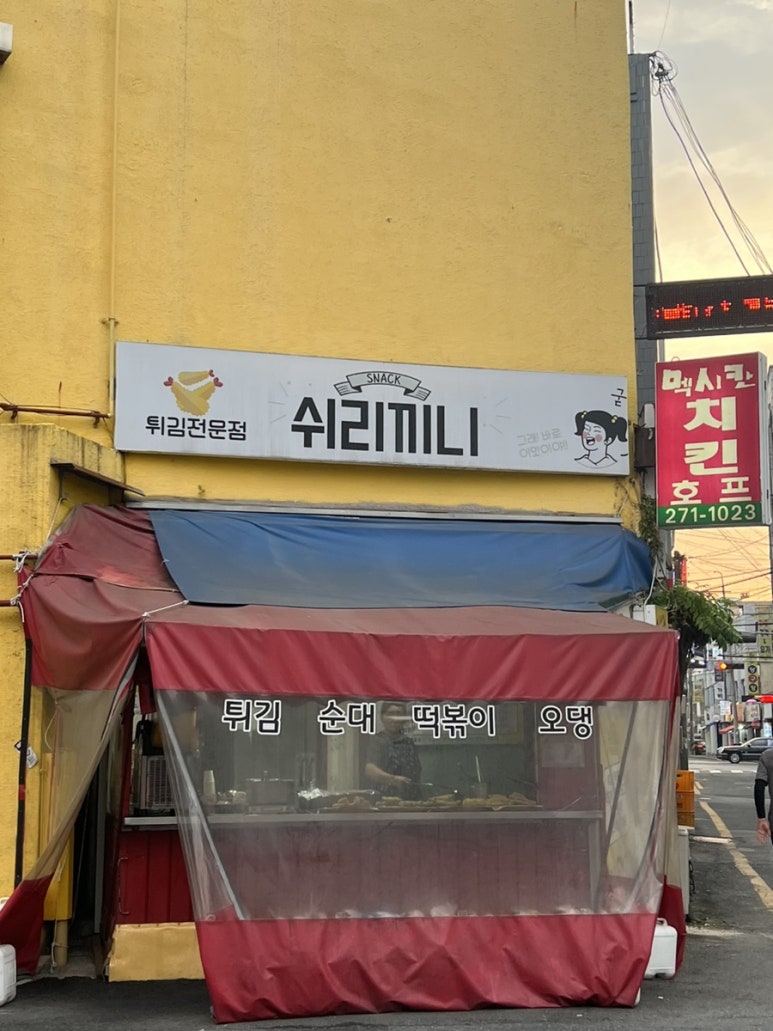 SNACK
튀김전문점
쉬리끼니
그래! 바로
이맛이야!!
굳
멕시칸
치킨
호프
271-1023
튀김 순대 떡볶이 오댕